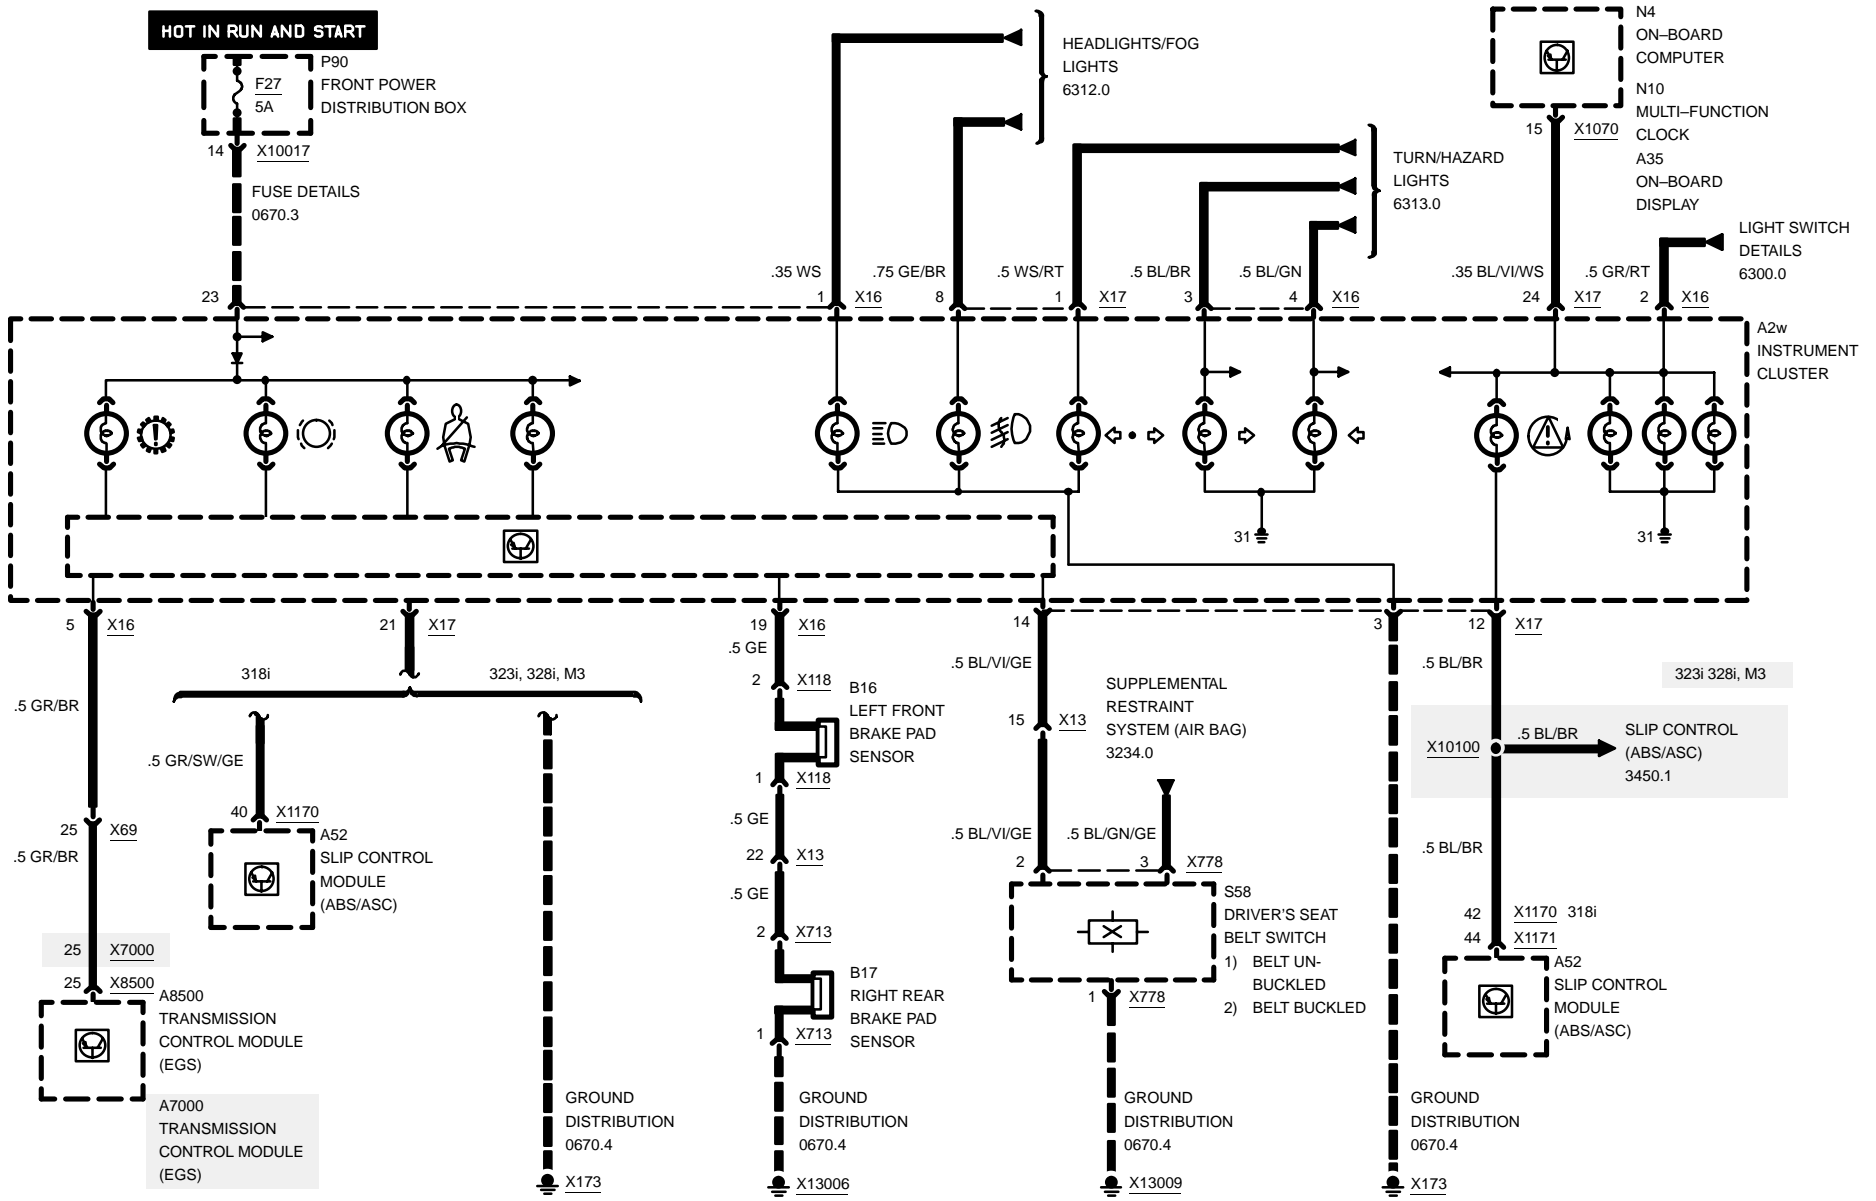 HOT IN RUN AND START
P90
FRONT POWER
DISTRIBUTION BOX
F27
5A
14 X10017
FUSE DETAILS
0670.3
HEADLIGHTS/FOG
LIGHTS
6312.0
TURN/HAZARD
LIGHTS
6313.0
N4
ON–BOARD
COMPUTER
N10
MULTI–FUNCTION
CLOCK
A35
ON–BOARD
DISPLAY
15 X1070
LIGHT SWITCH
DETAILS
6300.0
.35 WS
.75 GE/BR
.5 WS/RT
.5 BL/BR
.5 BL/GN
.35 BL/VI/WS
.5 GR/RT
23
1 X16
8
1 X17
3
4 X16
24 X17
2 X16
A2w
INSTRUMENT
CLUSTER
31
31
5 X16
21 X17
19 X16
14
3
12 X17
318i
323i, 328i, M3
.5 GR/BR
25 X69
.5 GR/BR
25 X7000
25 X8500
A8500
TRANSMISSION
CONTROL MODULE
(EGS)
A7000
TRANSMISSION
CONTROL MODULE
(EGS)
.5 GR/SW/GE
40 X1170
A52
SLIP CONTROL
MODULE
(ABS/ASC)
GROUND
DISTRIBUTION
0670.4
X173
.5 GE
2 X118
B16
LEFT FRONT
BRAKE PAD
SENSOR
1 X118
.5 GE
22 X13
.5 GE
2 X713
B17
RIGHT REAR
BRAKE PAD
SENSOR
1 X713
GROUND
DISTRIBUTION
0670.4
X13006
.5 BL/VI/GE
15 X13
SUPPLEMENTAL
RESTRAINT
SYSTEM (AIR BAG)
3234.0
.5 BL/VI/GE
.5 BL/GN/GE
2
3 X778
S58
DRIVER'S SEAT
BELT SWITCH
1) BELT UN-
BUCKLED
2) BELT BUCKLED
1 X778
GROUND
DISTRIBUTION
0670.4
X13009
GROUND
DISTRIBUTION
0670.4
X173
.5 BL/BR
323i 328i, M3
X10100
.5 BL/BR
SLIP CONTROL
(ABS/ASC)
3450.1
.5 BL/BR
42 X1170 318i
44 X1171
A52
SLIP CONTROL
MODULE
(ABS/ASC)